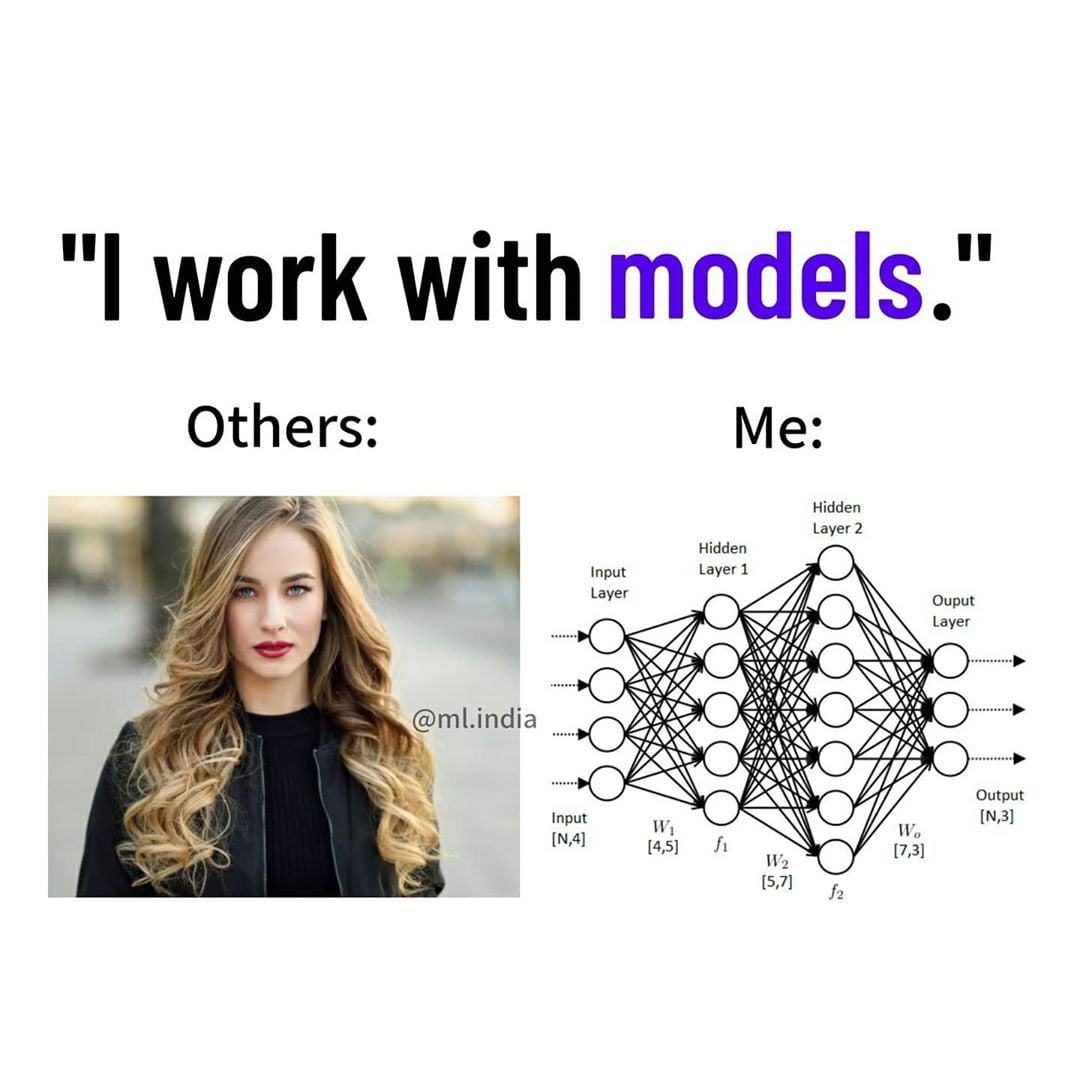 "I work with models."
Others:
Me:
@ml.india
Input
Layer
Hidden
Layer 1
Hidden
Layer 2
Ouput
Layer
Input
[N,4]
W₁
[4,5]
f₁
W₂
[5,7]
f₂
Wₒ
[7,3]
Output
[N,3]